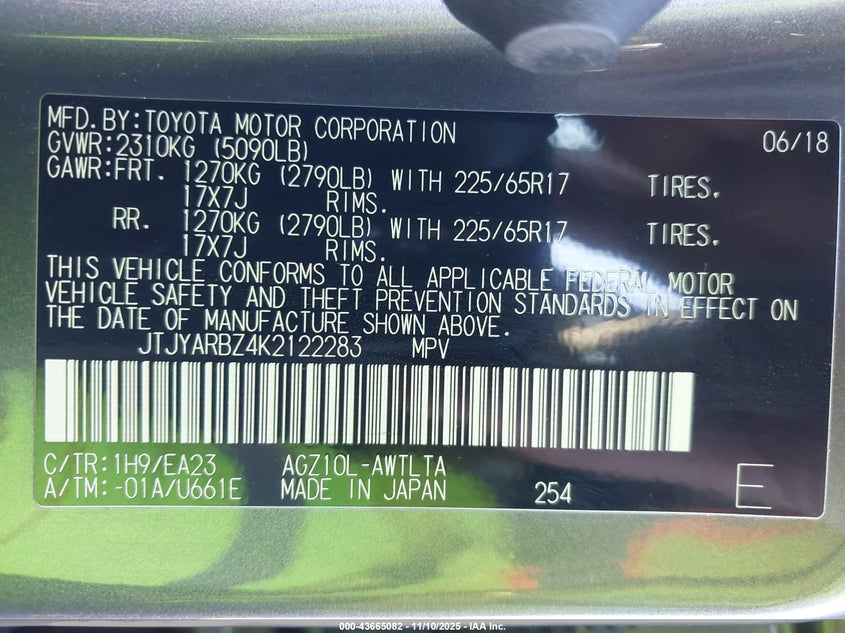 MFD.BY:TOYOTA MOTOR CORPORATION 06/18
GVWR:2310KG (5090LB)
GAWR:FRT. 1270KG (2790LB) WITH 225/65R17 TIRES.
17X7J RIMS.
RR. 1270KG (2790LB) WITH 225/65R17 TIRES.
17X7J RIMS.
THIS VEHICLE CONFORMS TO ALL APPLICABLE FEDERAL MOTOR
VEHICLE SAFETY AND THEFT PREVENTION STANDARDS IN EFFECT ON
THE DATE OF MANUFACTURE SHOWN ABOVE.
JTJYARBZ4K2122283 MPV
C/TR:1H9/EA23 AGZ10L-AWTLTA
A/TM:-01A/U661E MADE IN JAPAN 254 E
000-43665082 - 11/10/2025 - IAA Inc.